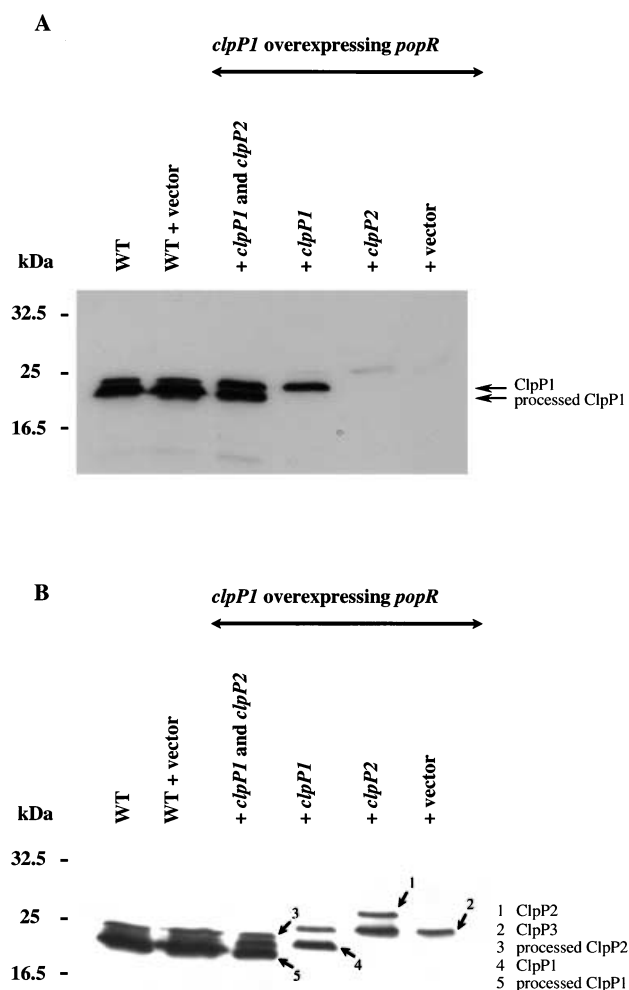 A
clpP1 overexpressing popR
WT
WT + vector
+ clpP1 and clpP2
+ clpP1
+ clpP2
+ vector
kDa
32.5 -
25 -
16.5 -
ClpP1
processed ClpP1
B
clpP1 overexpressing popR
WT
WT + vector
+ clpP1 and clpP2
+ clpP1
+ clpP2
+ vector
kDa
32.5 -
25 -
16.5 -
1
2
3
4
5
1 ClpP2
2 ClpP3
3 processed ClpP2
4 ClpP1
5 processed ClpP1